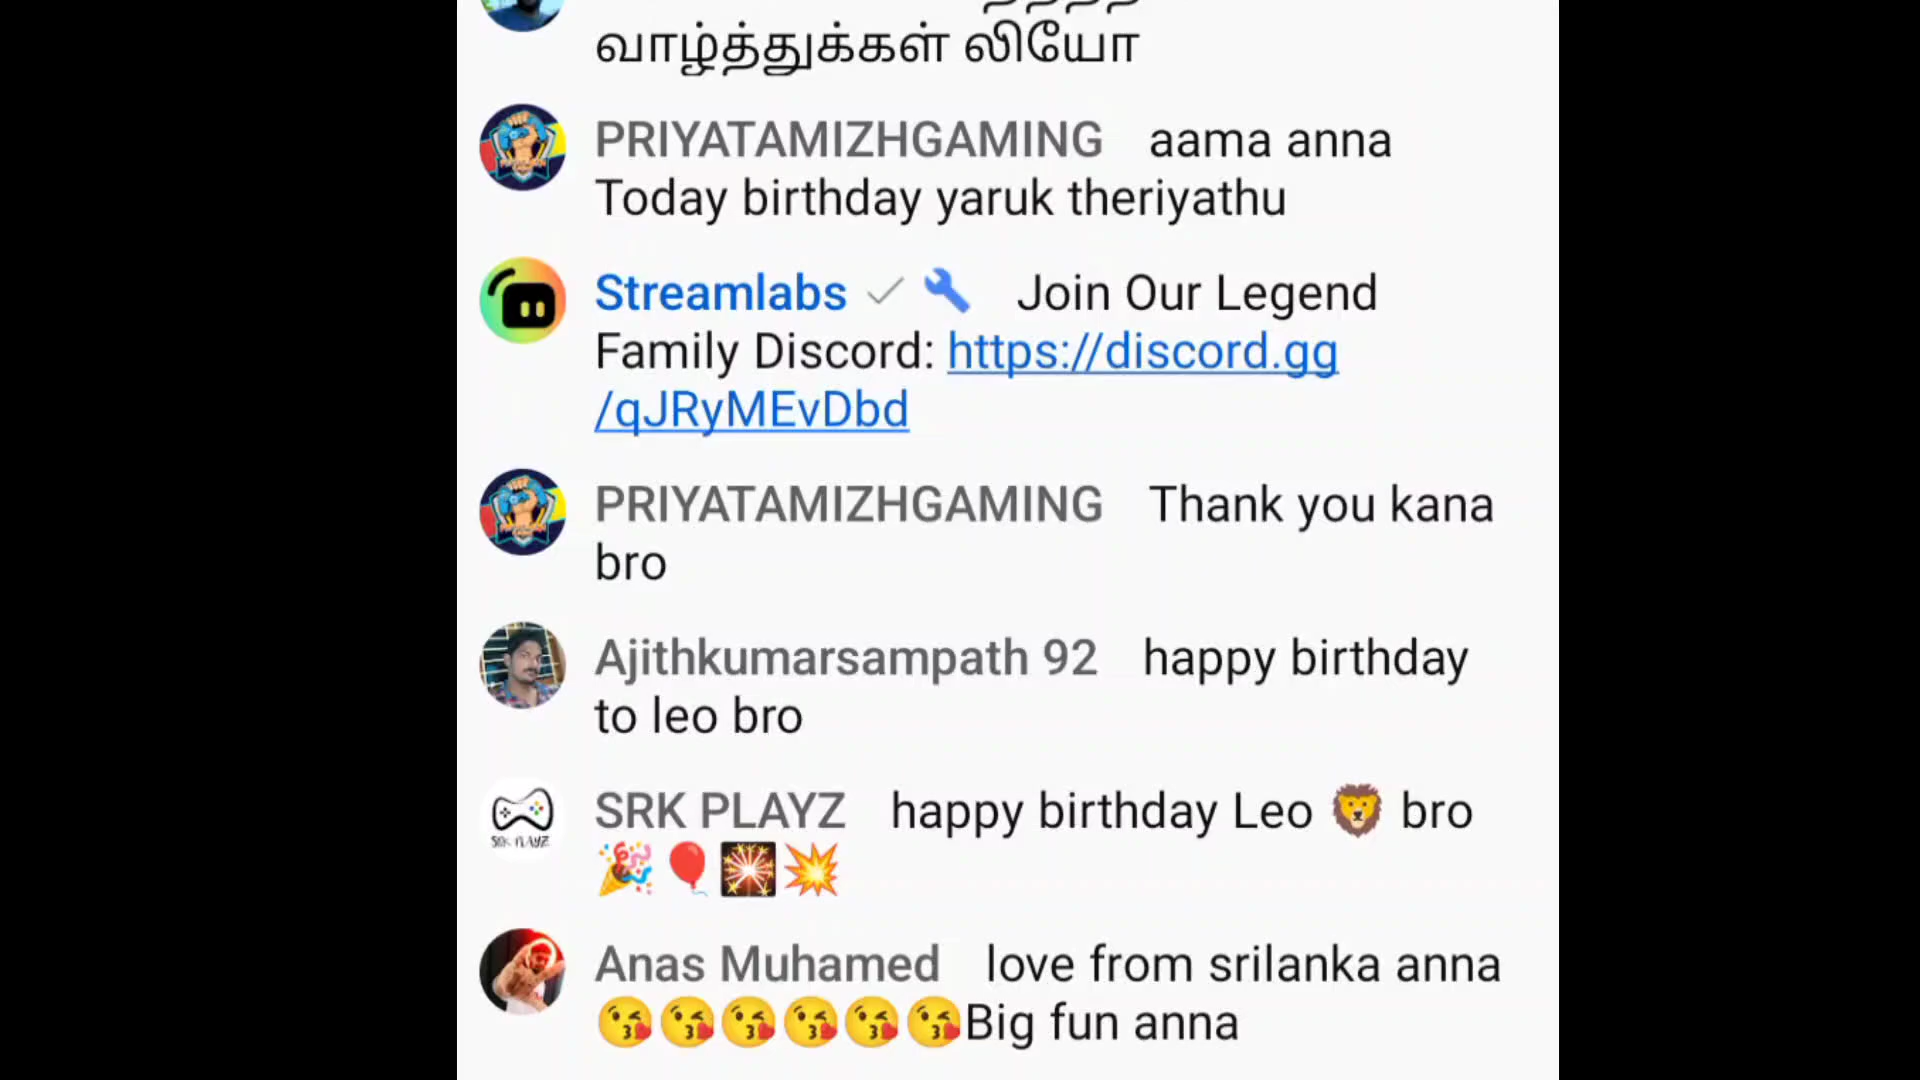 வாழ்த்துக்கள் லியோ
PRIYATAMIZHGAMING aama anna
Today birthday yaruk theriyathu
Streamlabs Join Our Legend
Family Discord: https://discord.gg
/qJRyMEvDbd
PRIYATAMIZHGAMING Thank you kana
bro
Ajithkumarsampath 92 happy birthday
to leo bro
SRK PLAYZ happy birthday Leo 🦁 bro
🎉🎈🎇💥
SRK PLAYZ
Anas Muhamed love from srilanka anna
😘😘😘😘😘😘Big fun anna